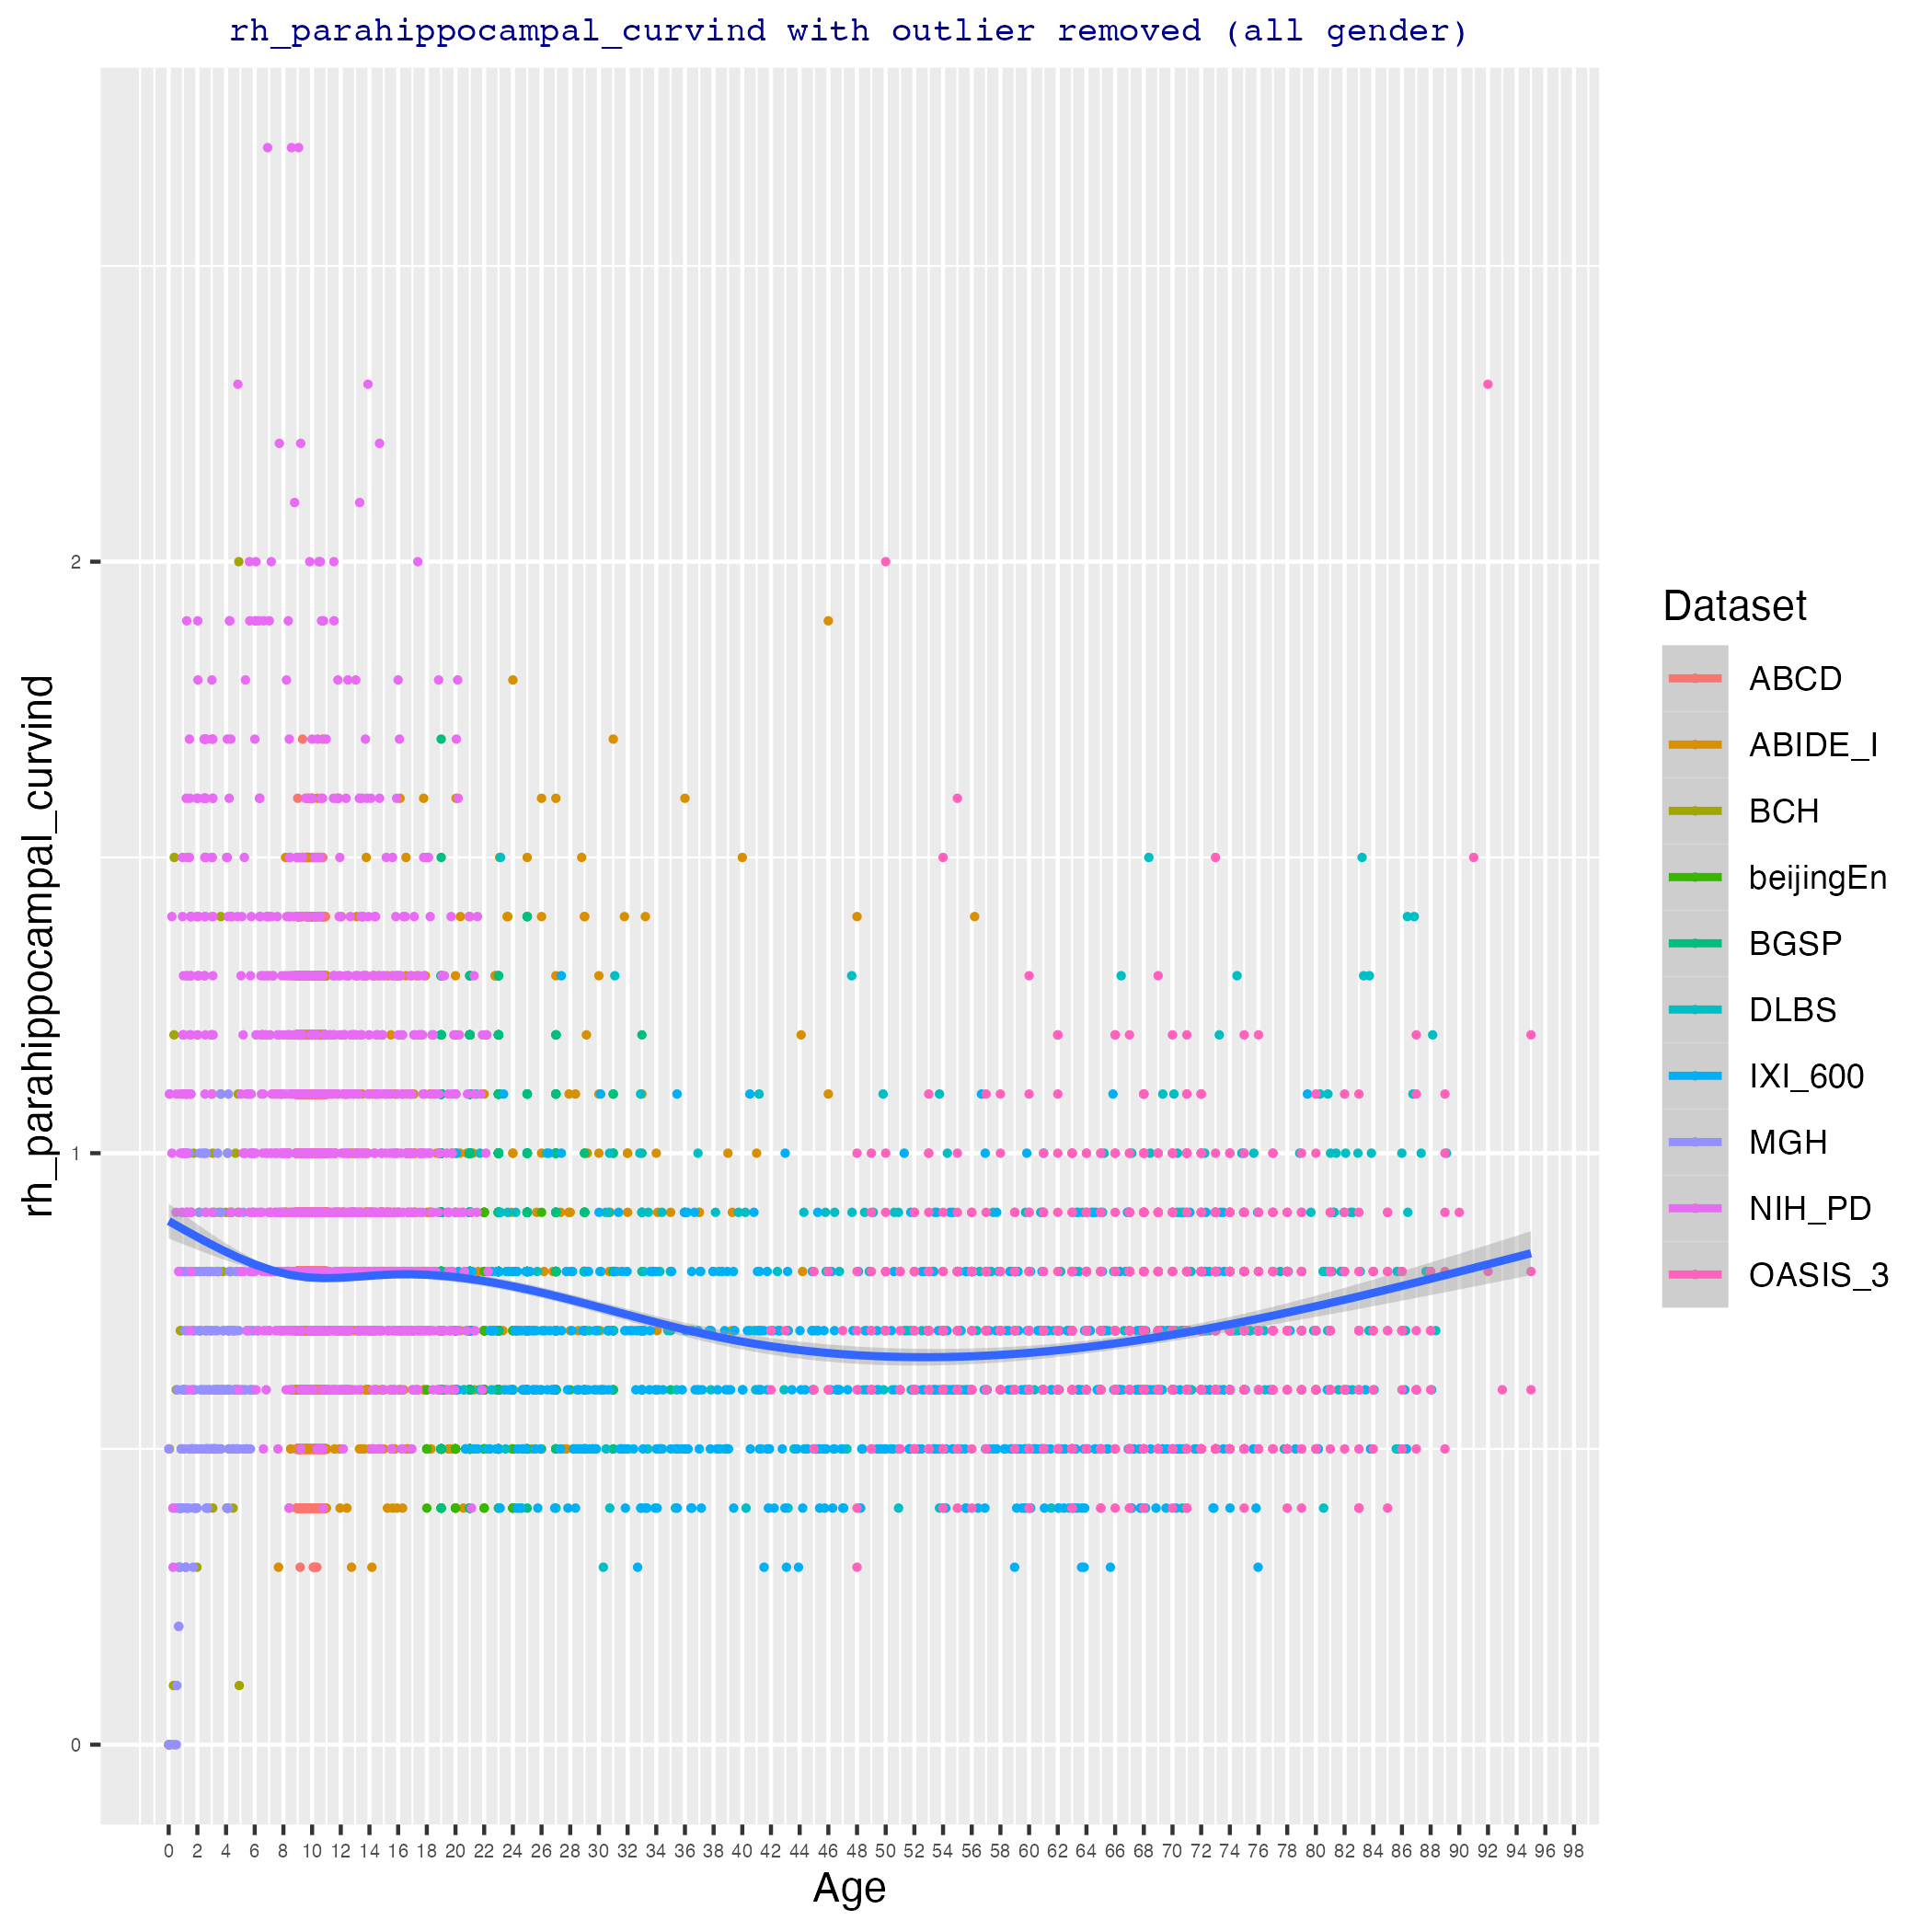 rh_parahippocampal_curvind with outlier removed (all gender)
rh_parahippocampal_curvind
2
1
0
0 2 4 6 8 10 12 14 16 18 20 22 24 26 28 30 32 34 36 38 40 42 44 46 48 50 52 54 56 58 60 62 64 66 68 70 72 74 76 78 80 82 84 86 88 90 92 94 96 98
Age
Dataset
ABCD
ABIDE_I
BCH
beijingEn
BGSP
DLBS
IXI_600
MGH
NIH_PD
OASIS_3